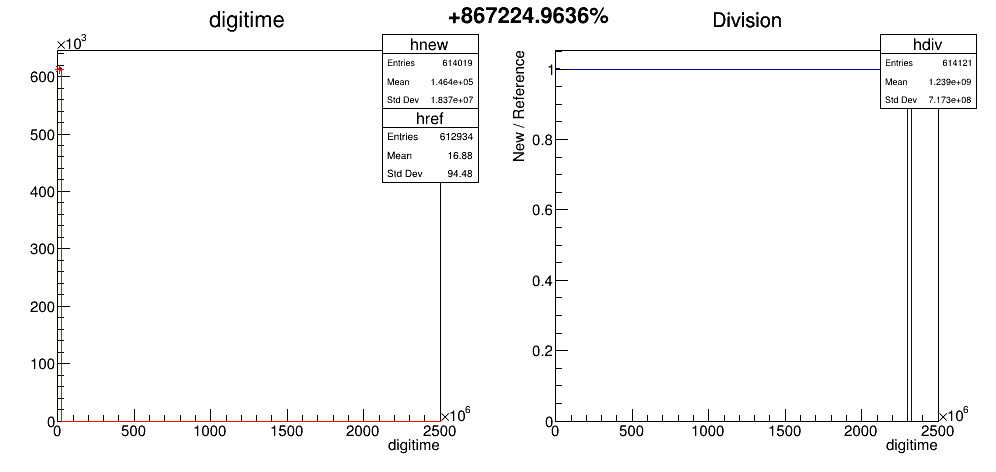 +867224.9636%
digitime
×10³
hnew
Entries 614019
Mean 1.464e+05
Std Dev 1.837e+07
href
Entries 612934
Mean 16.88
Std Dev 94.48
600
500
400
300
200
100
0
0 500 1000 1500 2000 2500
×10⁶
digitime
Division
hdiv
Entries 614121
Mean 1.239e+09
Std Dev 7.173e+08
New / Reference
1
0.8
0.6
0.4
0.2
0
0 500 1000 1500 2000 2500
×10⁶
digitime